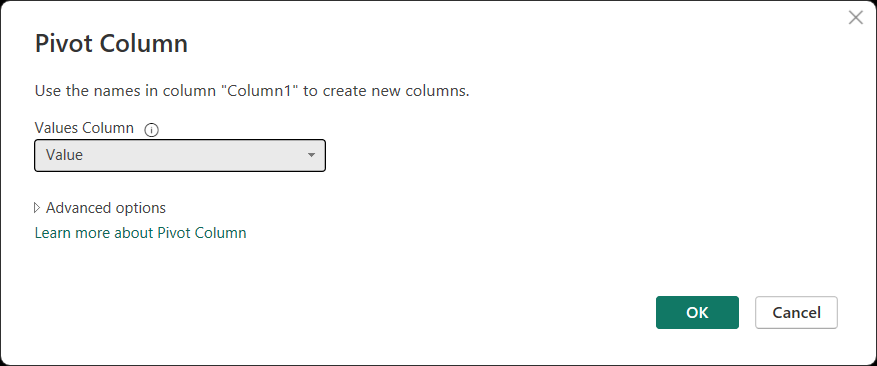 Pivot Column
Use the names in column "Column1" to create new columns.
Values Column
Value
Advanced options
Learn more about Pivot Column
OK
Cancel